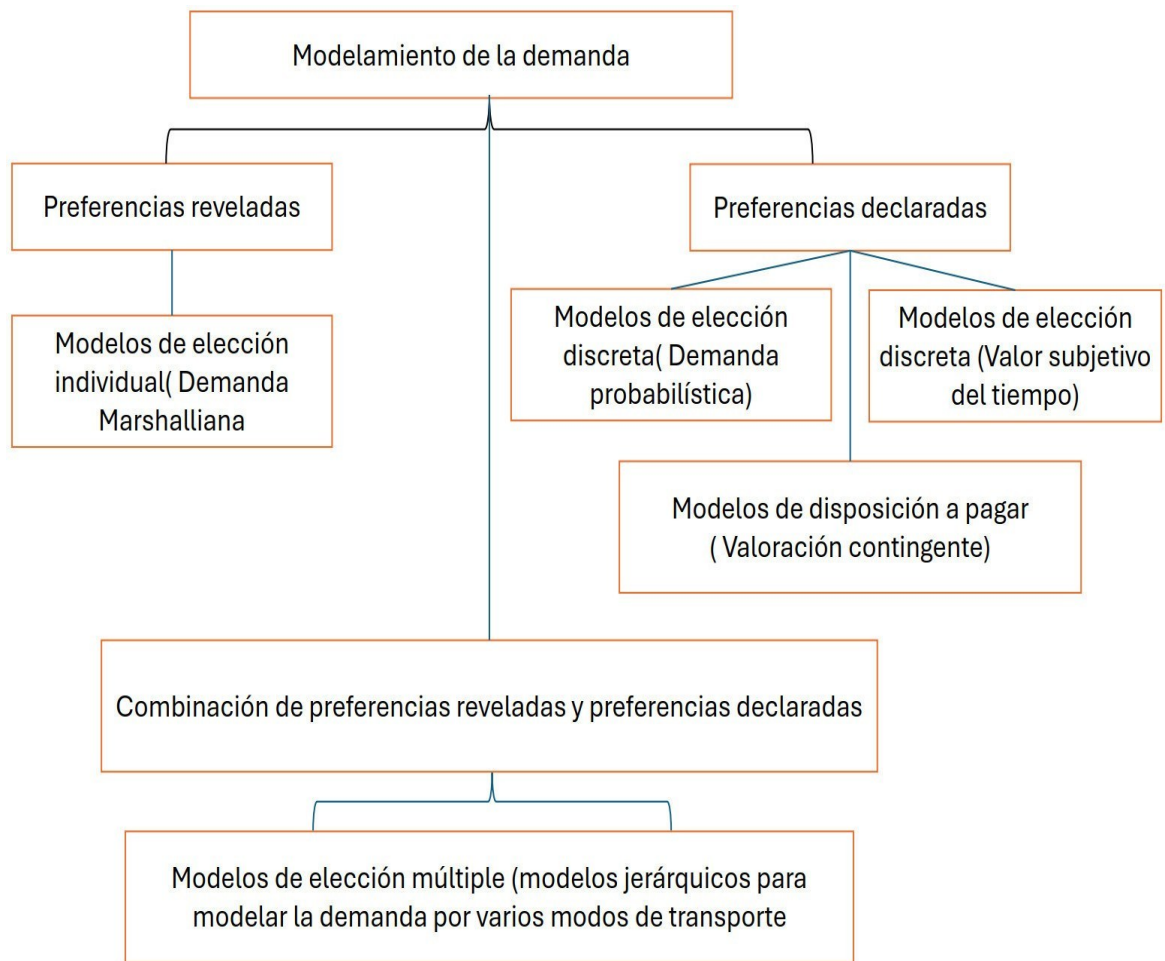 Modelamiento de la demanda
Preferencias reveladas
Preferencias declaradas
Modelos de elección
individual( Demanda
Marshalliana
Modelos de elección
discreta( Demanda
probabilística)
Modelos de elección
discreta (Valor subjetivo
del tiempo)
Modelos de disposición a pagar
( Valoración contingente)
Combinación de preferencias reveladas y preferencias declaradas
Modelos de elección múltiple (modelos jerárquicos para
modelar la demanda por varios modos de transporte